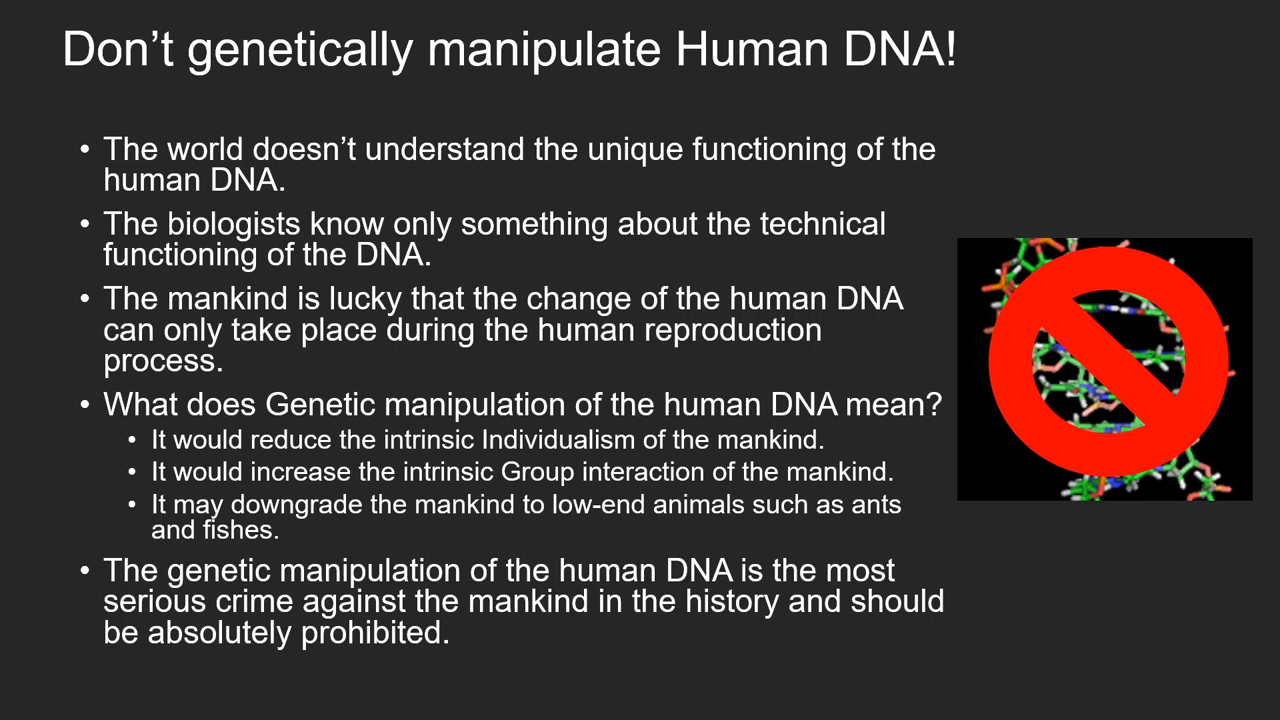 Don’t genetically manipulate Human DNA!
• The world doesn’t understand the unique functioning of the
human DNA.
• The biologists know only something about the technical
functioning of the DNA.
• The mankind is lucky that the change of the human DNA
can only take place during the human reproduction
process.
• What does Genetic manipulation of the human DNA mean?
• It would reduce the intrinsic Individualism of the mankind.
• It would increase the intrinsic Group interaction of the mankind.
• It may downgrade the mankind to low-end animals such as ants
and fishes.
• The genetic manipulation of the human DNA is the most
serious crime against the mankind in the history and should
be absolutely prohibited.